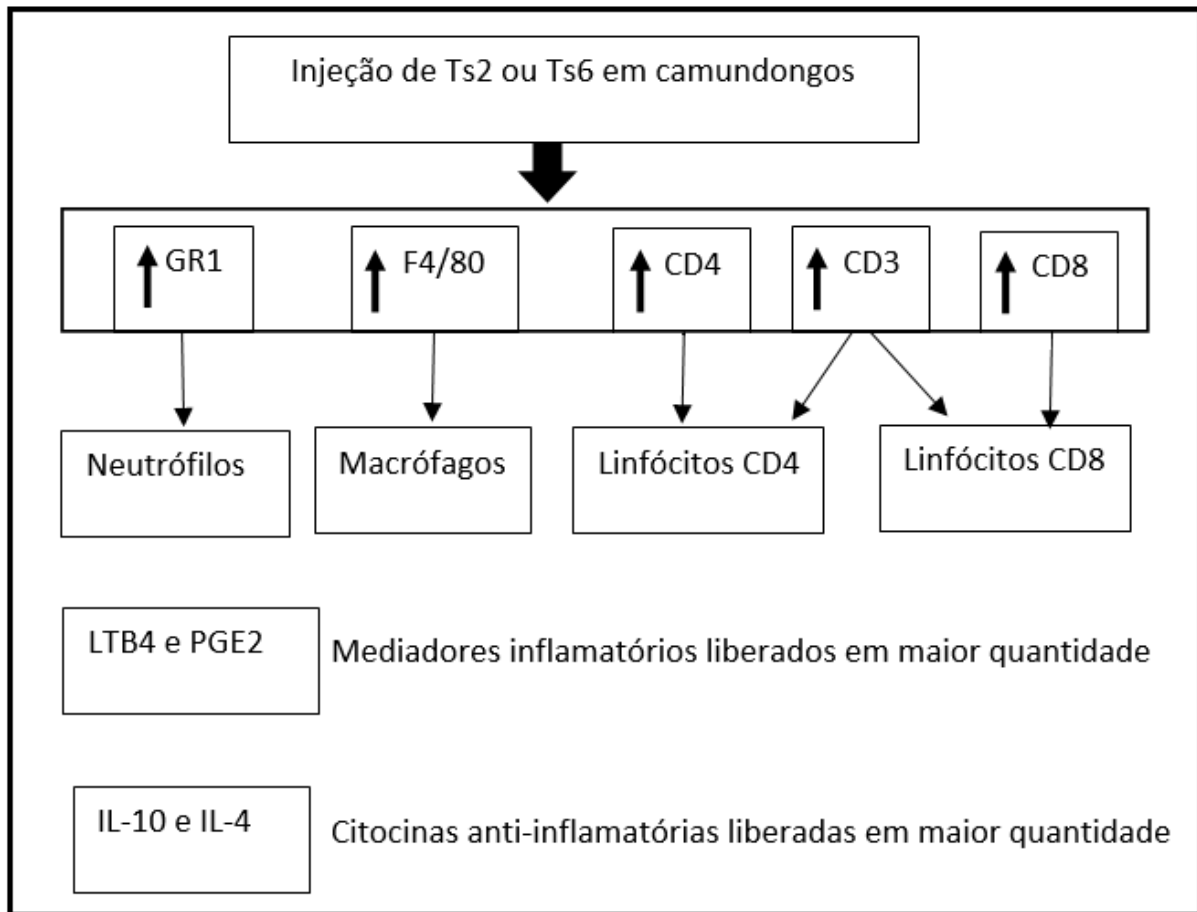 Injeção de Ts2 ou Ts6 em camundongos
GR1
F4/80
CD4
CD3
CD8
Neutrófilos
Macrófagos
Linfócitos CD4
Linfócitos CD8
LTB4 e PGE2
Mediadores inflamatórios liberados em maior quantidade
IL-10 e IL-4
Citocinas anti-inflamatórias liberadas em maior quantidade